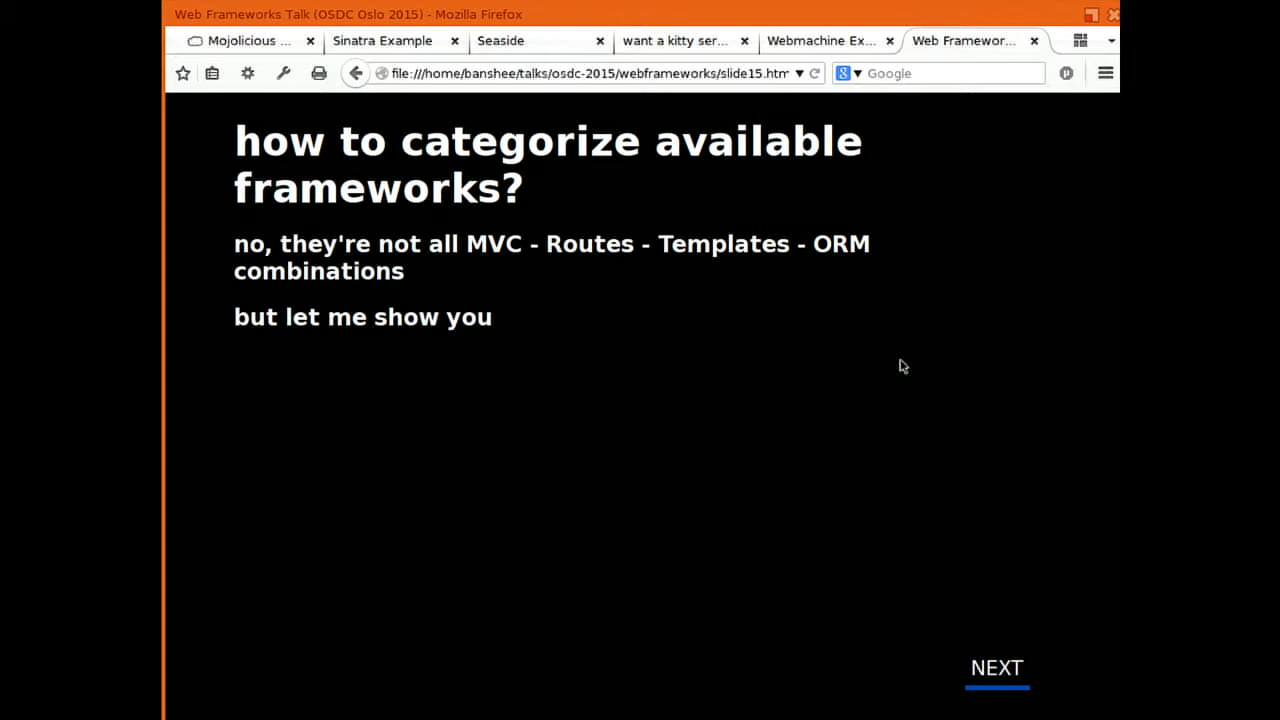 Web Frameworks Talk (OSDC Oslo 2015) - Mozilla Firefox
Mojolicious ... Sinatra Example Seaside want a kitty ser... Webmachine Ex... Web Framewor...
file:///home/banshee/talks/osdc-2015/webframeworks/slide15.htm Google
how to categorize available
frameworks?
no, they're not all MVC - Routes - Templates - ORM
combinations
but let me show you
NEXT